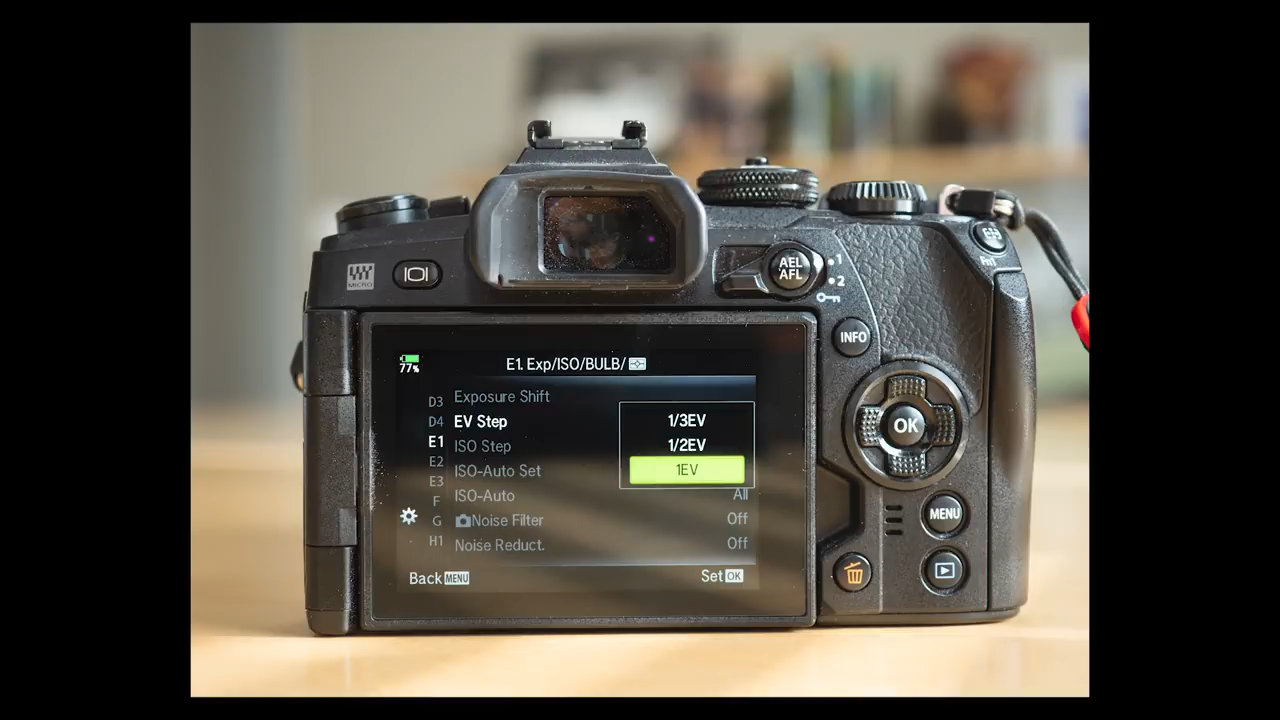 MICRO
AEL
AFL
1
2
Fn1
INFO
77%
E1. Exp/ISO/BULB/
D3
D4
E1
E2
E3
F
G
H1
Exposure Shift
EV Step
ISO Step
ISO-Auto Set
ISO-Auto
All
Noise Filter
Off
Noise Reduct.
Off
1/3EV
1/2EV
1EV
Back MENU
Set OK
OK
MENU